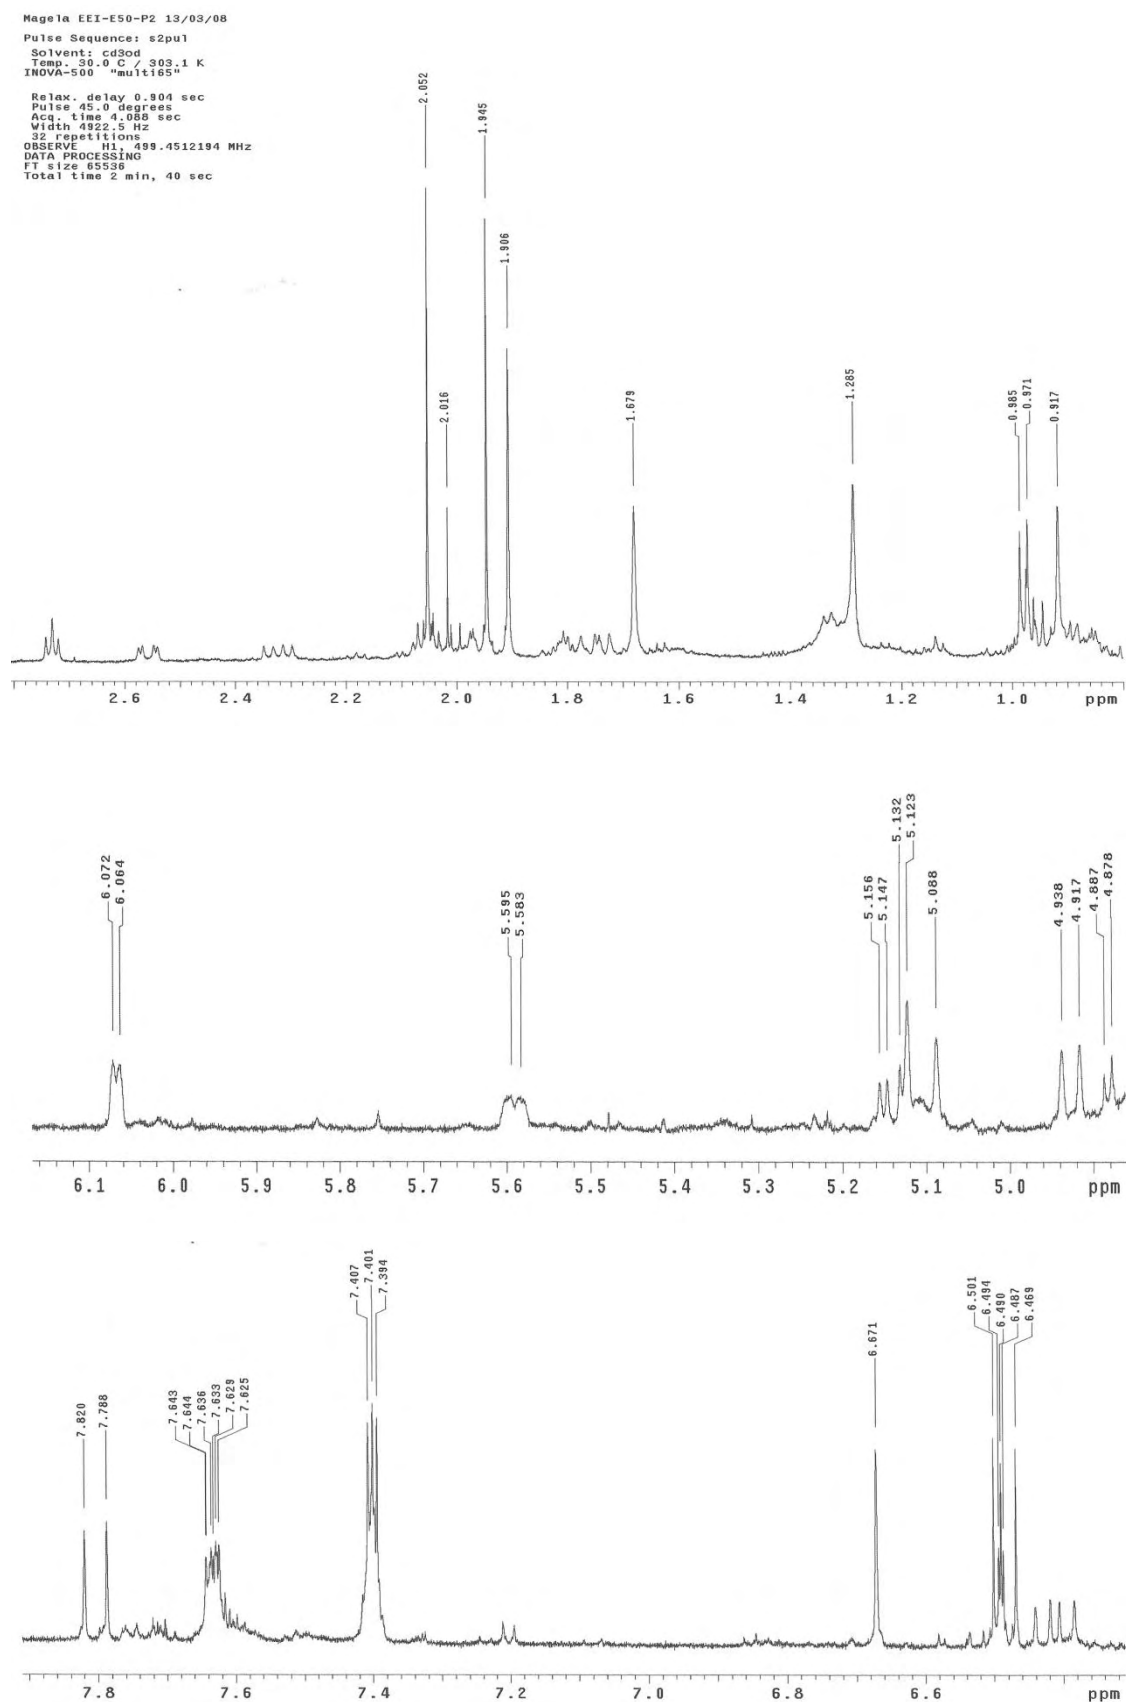 Magela EEI-E50-P2 13/03/08
Pulse Sequence: s2pul
Solvent: cd3od
Temp. 30.0 C / 303.1 K
INOVA-500 "multi65"
Relax. delay 0.904 sec
Pulse 45.0 degrees
Acq. time 4.088 sec
Width 4922.5 Hz
32 repetitions
OBSERVE H1, 499.4512194 MHz
DATA PROCESSING
FT size 65536
Total time 2 min, 40 sec
2.052
2.016
1.945
1.906
1.679
1.285
0.985
0.971
0.917
2.6 2.4 2.2 2.0 1.8 1.6 1.4 1.2 1.0 ppm
6.072
6.064
5.595
5.583
5.156
5.147
5.132
5.123
5.088
4.938
4.917
4.887
4.878
6.1 6.0 5.9 5.8 5.7 5.6 5.5 5.4 5.3 5.2 5.1 5.0 ppm
7.820
7.788
7.643
7.644
7.636
7.633
7.629
7.625
7.407
7.401
7.394
6.671
6.501
6.494
6.490
6.487
6.469
7.8 7.6 7.4 7.2 7.0 6.8 6.6 ppm